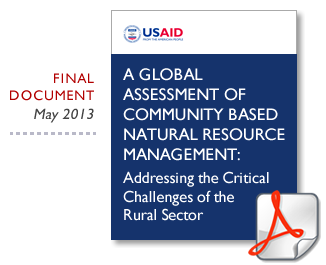 FINAL
DOCUMENT
May 2013
USAID
FROM THE AMERICAN PEOPLE
A GLOBAL
ASSESSMENT OF
COMMUNITY BASED
NATURAL RESOURCE
MANAGEMENT:
Addressing the Critical
Challenges of the
Rural Sector